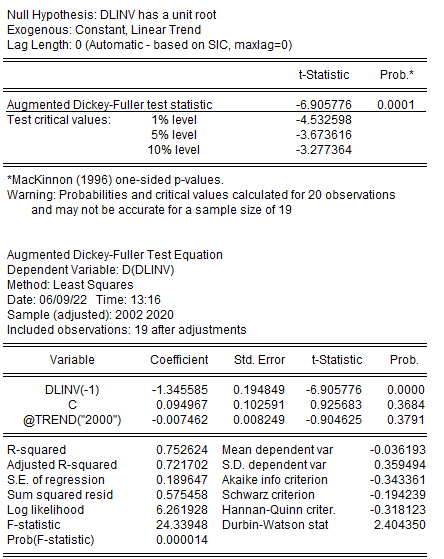 Null Hypothesis: DLINV has a unit root
Exogenous: Constant, Linear Trend
Lag Length: 0 (Automatic - based on SIC, maxlag=0)
t-Statistic Prob.*
Augmented Dickey-Fuller test statistic -6.905776 0.0001
Test critical values: 1% level -4.532598
5% level -3.673616
10% level -3.277364
*MacKinnon (1996) one-sided p-values.
Warning: Probabilities and critical values calculated for 20 observations
and may not be accurate for a sample size of 19
Augmented Dickey-Fuller Test Equation
Dependent Variable: D(DLINV)
Method: Least Squares
Date: 06/09/22 Time: 13:16
Sample (adjusted): 2002 2020
Included observations: 19 after adjustments
Variable Coefficient Std. Error t-Statistic Prob.
DLINV(-1) -1.345585 0.194849 -6.905776 0.0000
C 0.094967 0.102591 0.925683 0.3684
@TREND("2000") -0.007462 0.008249 -0.904625 0.3791
R-squared 0.752624 Mean dependent var -0.036193
Adjusted R-squared 0.721702 S.D. dependent var 0.359494
S.E. of regression 0.189647 Akaike info criterion -0.343361
Sum squared resid 0.575458 Schwarz criterion -0.194239
Log likelihood 6.261928 Hannan-Quinn criter. -0.318123
F-statistic 24.33948 Durbin-Watson stat 2.404350
Prob(F-statistic) 0.000014